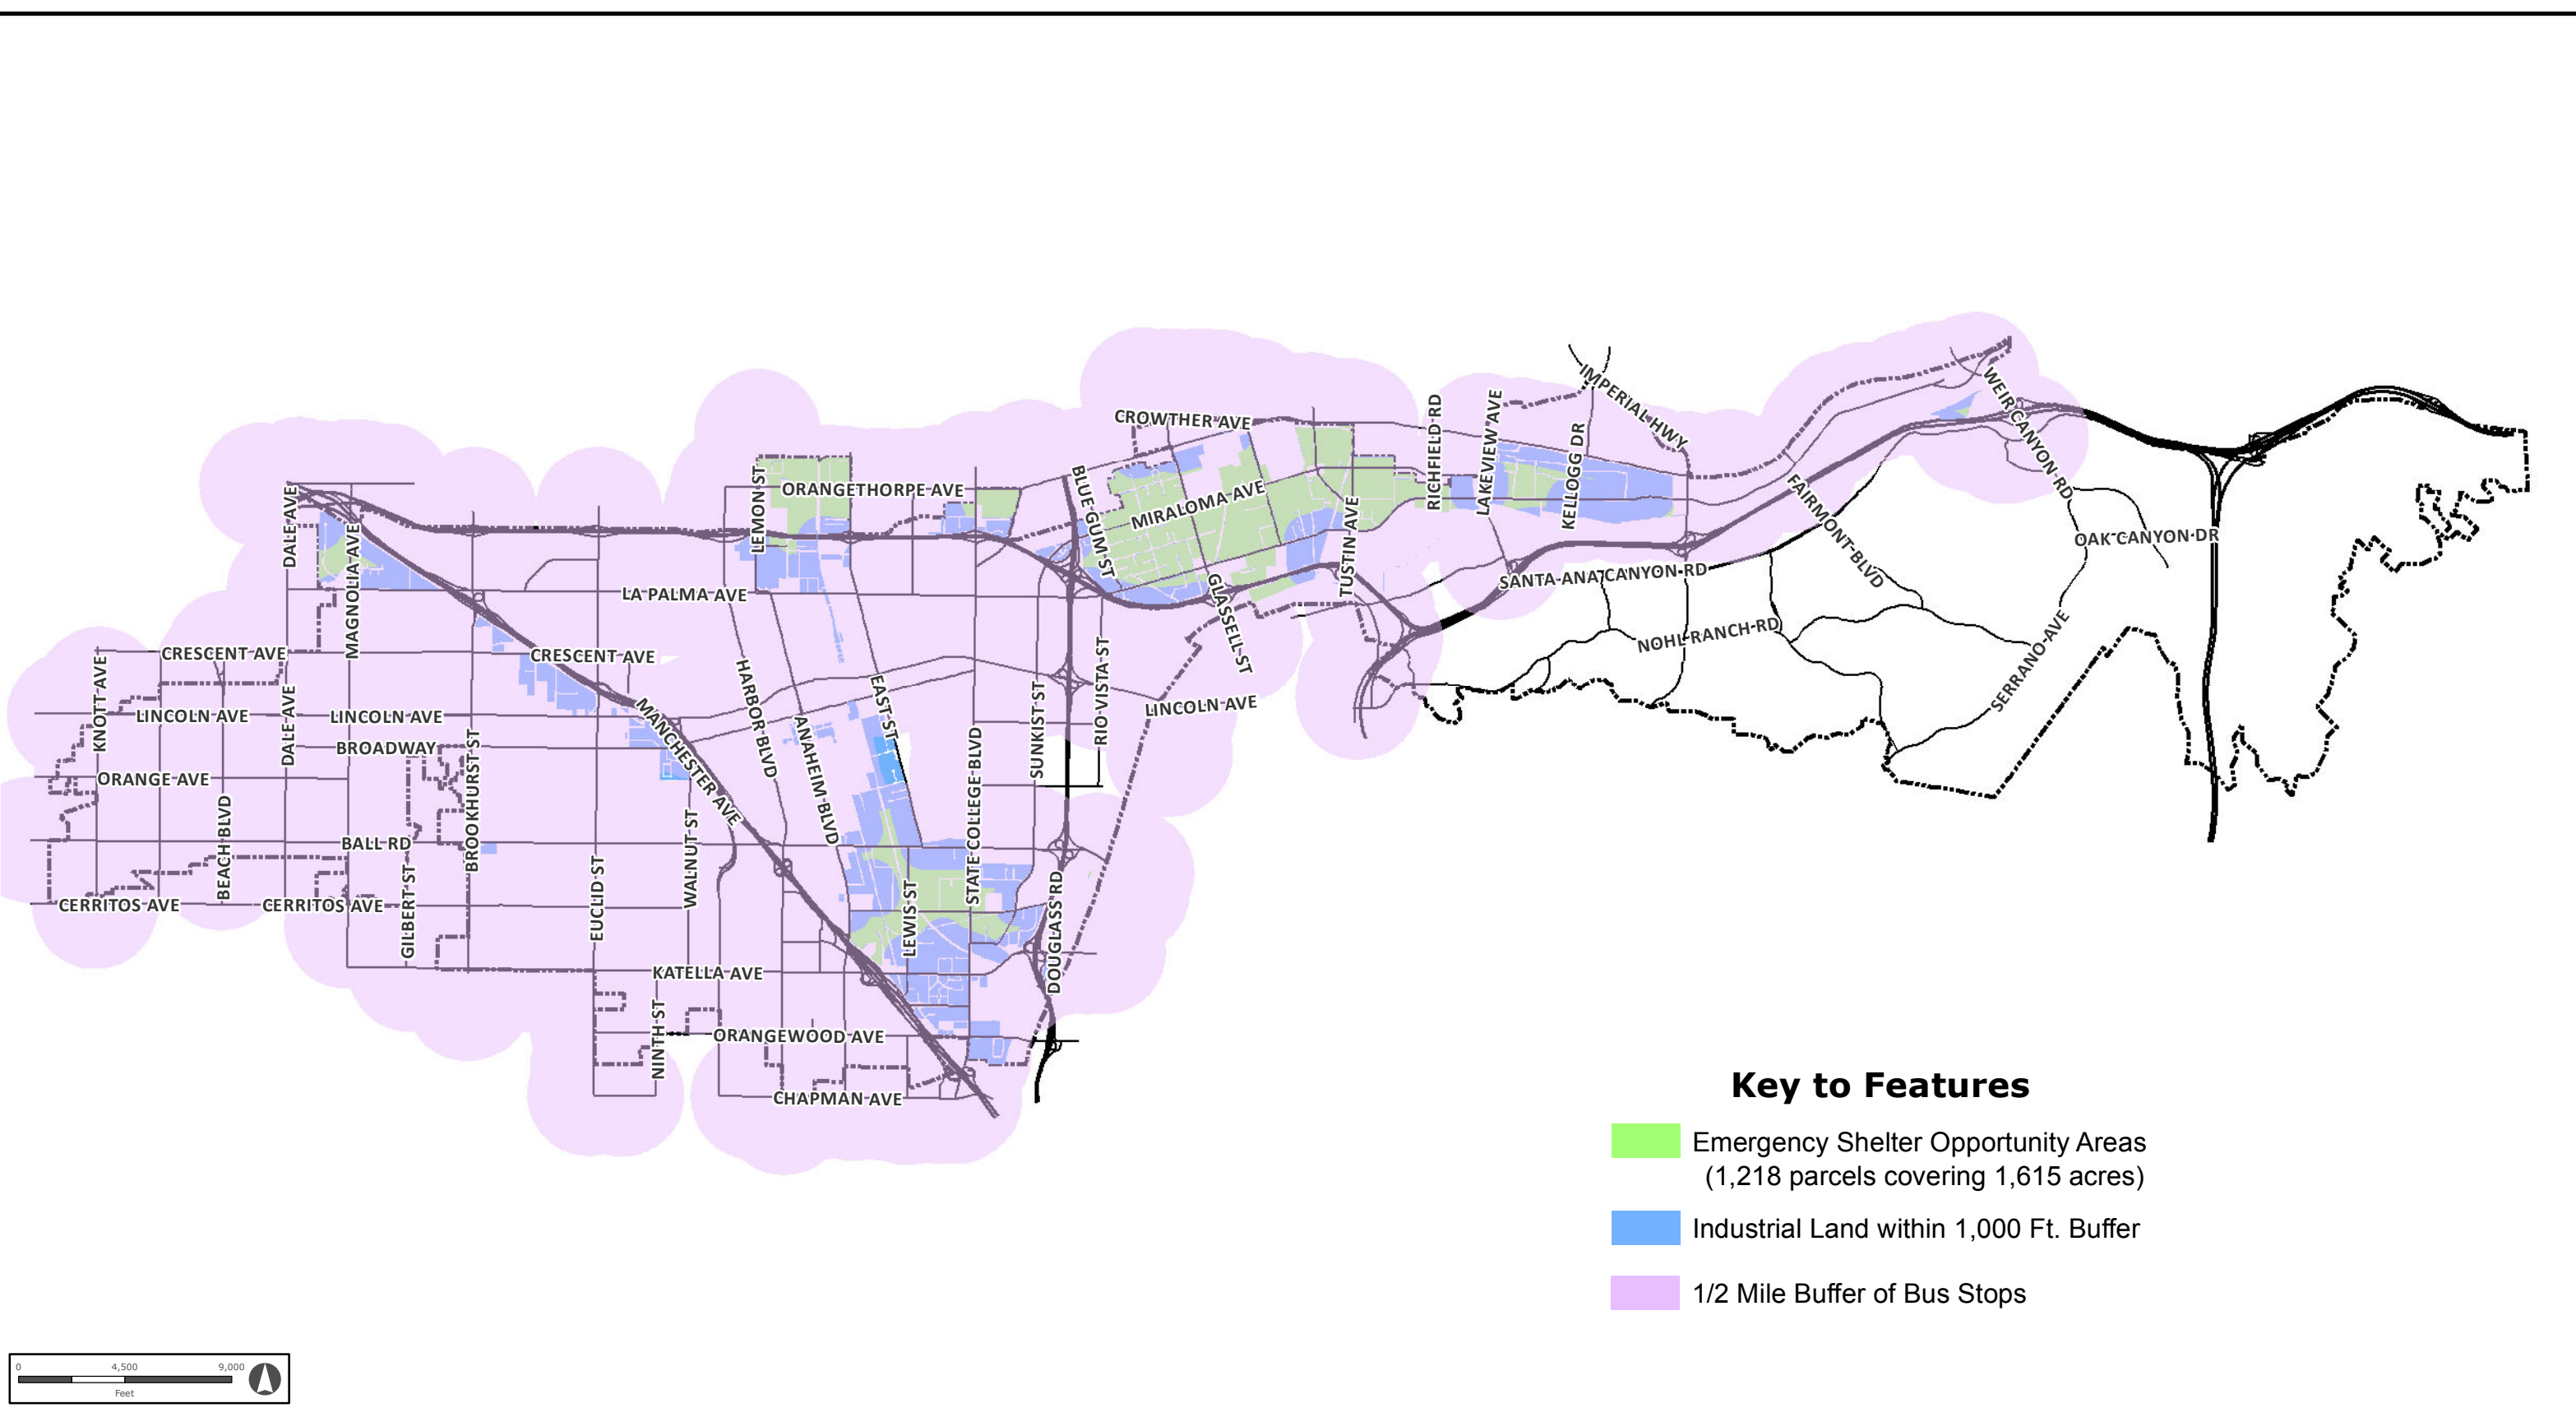 IMPERIAL HWY
WEIR CANYON RD
CROWTHER AVE
RICHFIELD RD
LAKEVIEW AVE
KELLOGG DR
DALE AVE
MAGNOLIA AVE
LEMON ST
ORANGETHORPE AVE
BLUE GUM ST
MIRALOMA AVE
TUSTIN AVE
FAIRMONT BLVD
OAK CANYON DR
LA PALMA AVE
GLASSELL ST
SANTA ANA CANYON RD
NOHL RANCH RD
SERRANO AVE
KNOTT AVE
CRESCENT AVE
CRESCENT AVE
HARBOR BLVD
EAST ST
RIO VISTA ST
SUNKIST ST
LINCOLN AVE
LINCOLN AVE
LINCOLN AVE
DALE AVE
MANCHESTER AVE
ANAHEIM BLVD
BROADWAY
BROOKHURST ST
STATE COLLEGE BLVD
ORANGE AVE
BEACH BLVD
BALL RD
WALNUT ST
EUCLID ST
GILBERT ST
LEWIS ST
DOUGLASS RD
CERRITOS AVE
CERRITOS AVE
KATELLA AVE
NINTH ST
ORANGEWOOD AVE
CHAPMAN AVE
Key to Features
Emergency Shelter Opportunity Areas
(1,218 parcels covering 1,615 acres)
Industrial Land within 1,000 Ft. Buffer
1/2 Mile Buffer of Bus Stops
0 4,500 9,000
Feet